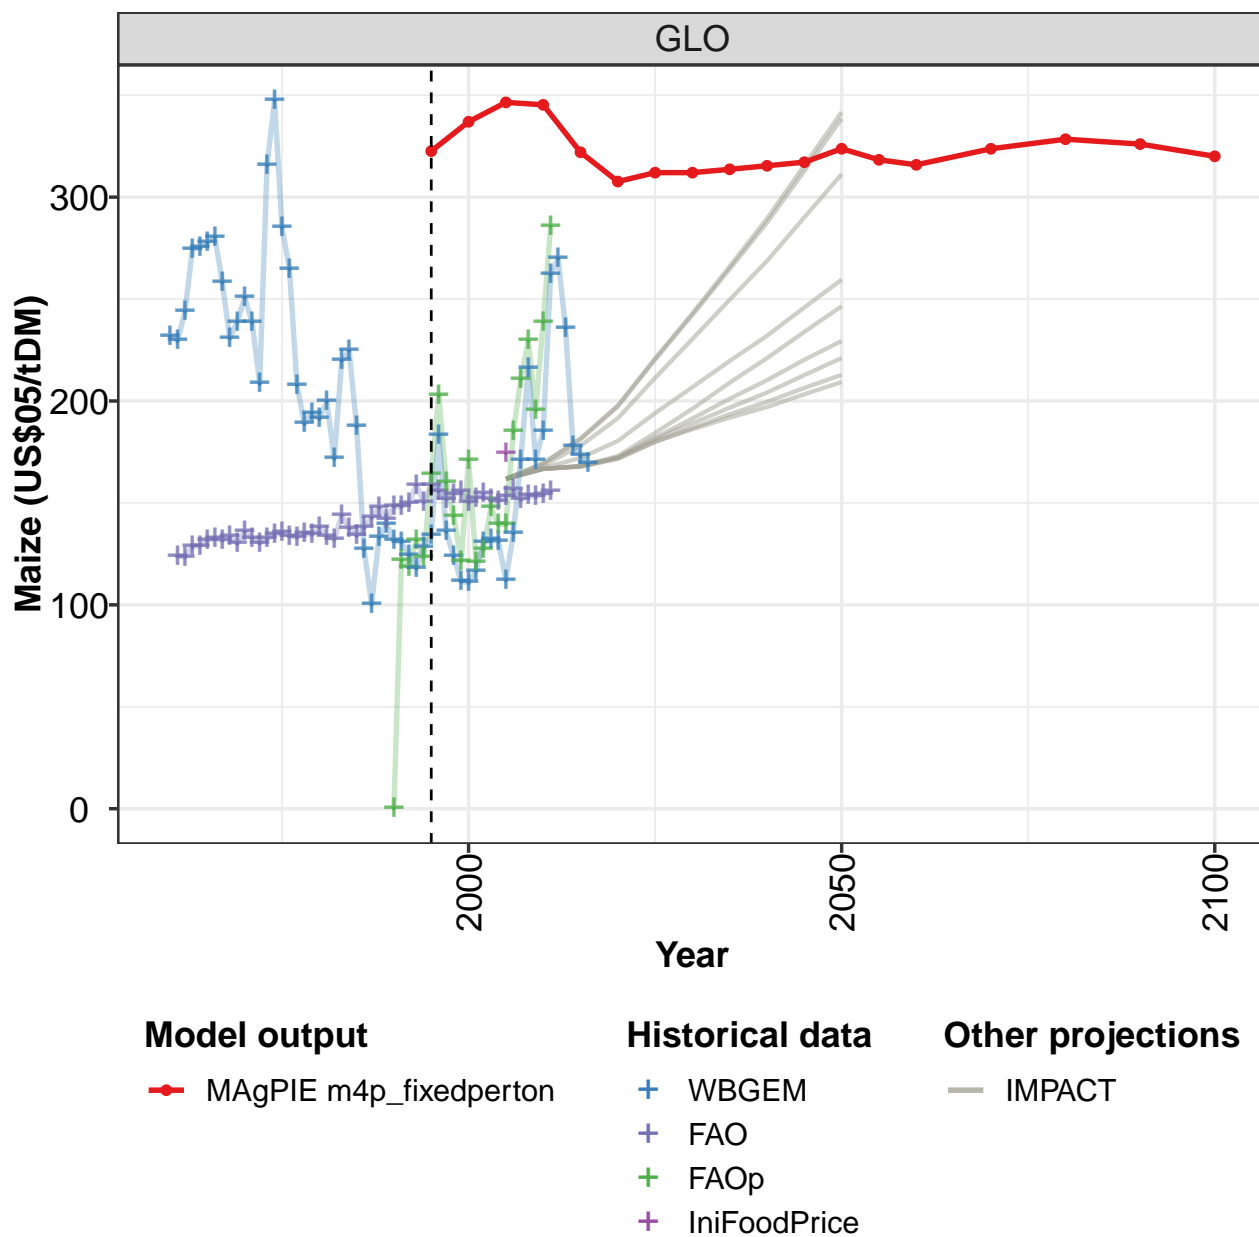 GLO
Maize (US$05/tDM)
300
200
100
0
2000
2050
2100
Year
Model output
MAgPIE m4p_fixedperton
Historical data
WBGEM
FAO
FAOp
IniFoodPrice
Other projections
IMPACT